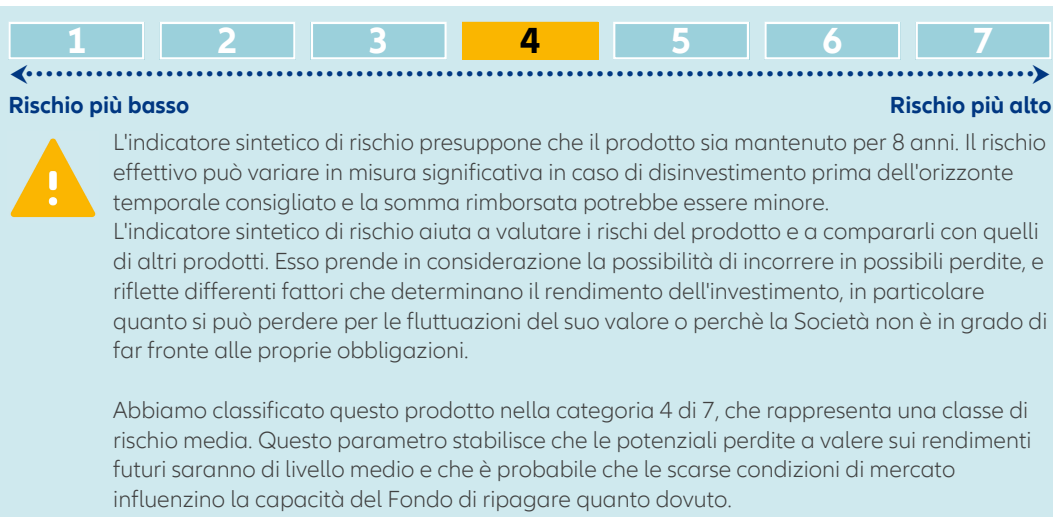 1 2 3 4 5 6 7
Rischio più basso Rischio più alto
L'indicatore sintetico di rischio presuppone che il prodotto sia mantenuto per 8 anni. Il rischio
effettivo può variare in misura significativa in caso di disinvestimento prima dell'orizzonte
temporale consigliato e la somma rimborsata potrebbe essere minore.
L'indicatore sintetico di rischio aiuta a valutare i rischi del prodotto e a compararli con quelli
di altri prodotti. Esso prende in considerazione la possibilità di incorrere in possibili perdite, e
riflette differenti fattori che determinano il rendimento dell'investimento, in particolare
quanto si può perdere per le fluttuazioni del suo valore o perchè la Società non è in grado di
far fronte alle proprie obbligazioni.
Abbiamo classificato questo prodotto nella categoria 4 di 7, che rappresenta una classe di
rischio media. Questo parametro stabilisce che le potenziali perdite a valere sui rendimenti
futuri saranno di livello medio e che è probabile che le scarse condizioni di mercato
influenzino la capacità del Fondo di ripagare quanto dovuto.